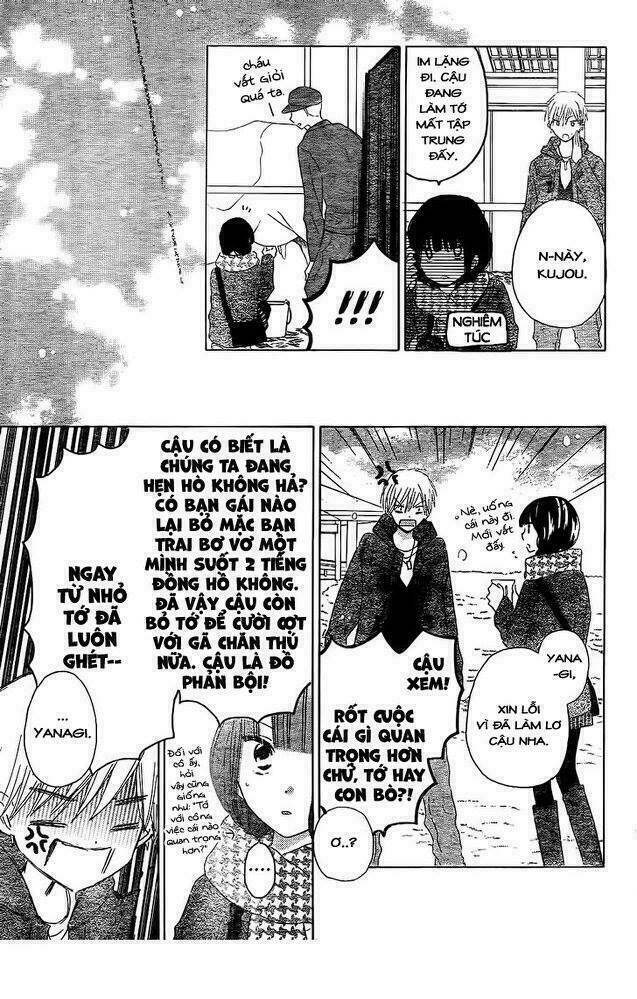 N-NÀY,
KUJOU.
IM LẶNG
ĐI. CẬU
ĐANG
LÀM TỚ
MẤT TẬP
TRUNG
ĐẤY.
NGHIÊM
TÚC
cháu
vắt giỏi
quá ta.
!!!
Nè, uống
cái này đi.
Mới vắt
đấy.
YANA-
GI,
XIN LỖI
VÌ ĐÃ LÀM LƠ
CẬU NHA.
CẬU
XEM!
RỐT CUỘC
CÁI GÌ QUAN
TRỌNG HƠN
CHỨ, TỚ HAY
CON BÒ?!
Ơ..?
CẬU CÓ BIẾT LÀ
CHÚNG TA ĐANG
HẸN HÒ KHÔNG HẢ?
CÓ BẠN GÁI NÀO
LẠI BỎ MẶC BẠN
TRAI BƠ VƠ MỘT
MÌNH SUỐT 2 TIẾNG
ĐỒNG HỒ KHÔNG.
ĐÃ VẬY CẬU CÒN
BỎ TỚ ĐỂ CƯỜI CỢT
VỚI GÃ CHĂN THÚ
NỮA. CẬU LÀ ĐỒ
PHẢN BỘI!
Đối với
cô ấy,
hỏi
vậy cũng
giống
như: "Tớ
với công
việc cái nào
quan trọng
hơn?"
....
NGAY
TỪ NHỎ
TỚ ĐÃ
LUÔN
GHÉT--
...
YANAGI.